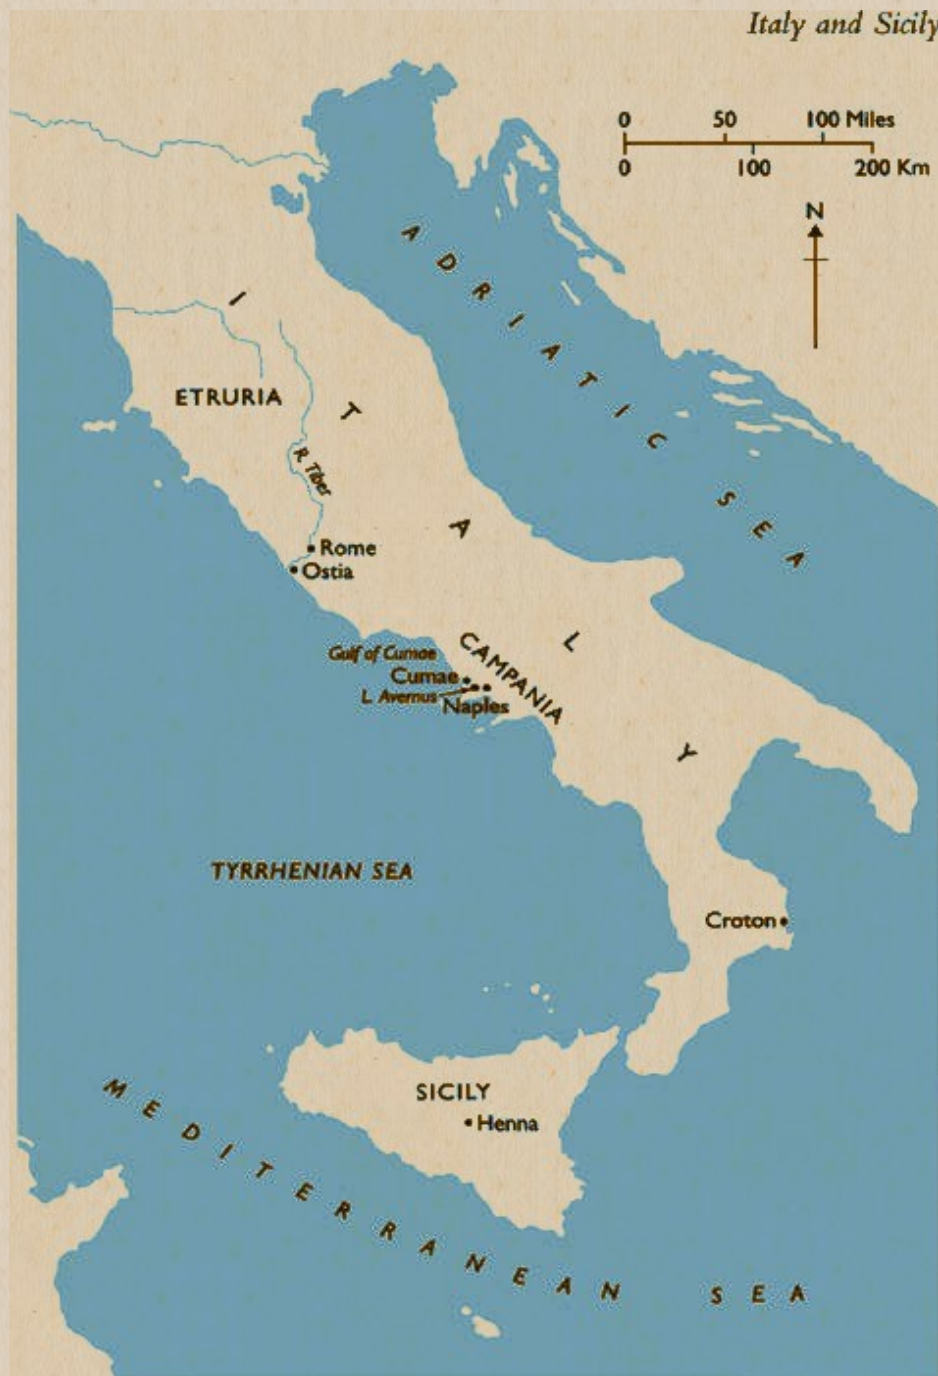 Italy and Sicily
0 50 100 Miles
0 100 200 Km
N
ADRIATIC SEA
ITALY
ETRURIA
R. Tiber
Rome
Ostia
Gulf of Cumae
CAMPANIA
Cumae
L. Avernus
Naples
TYRRHENIAN SEA
Croton
SICILY
Henna
MEDITERRANEAN SEA